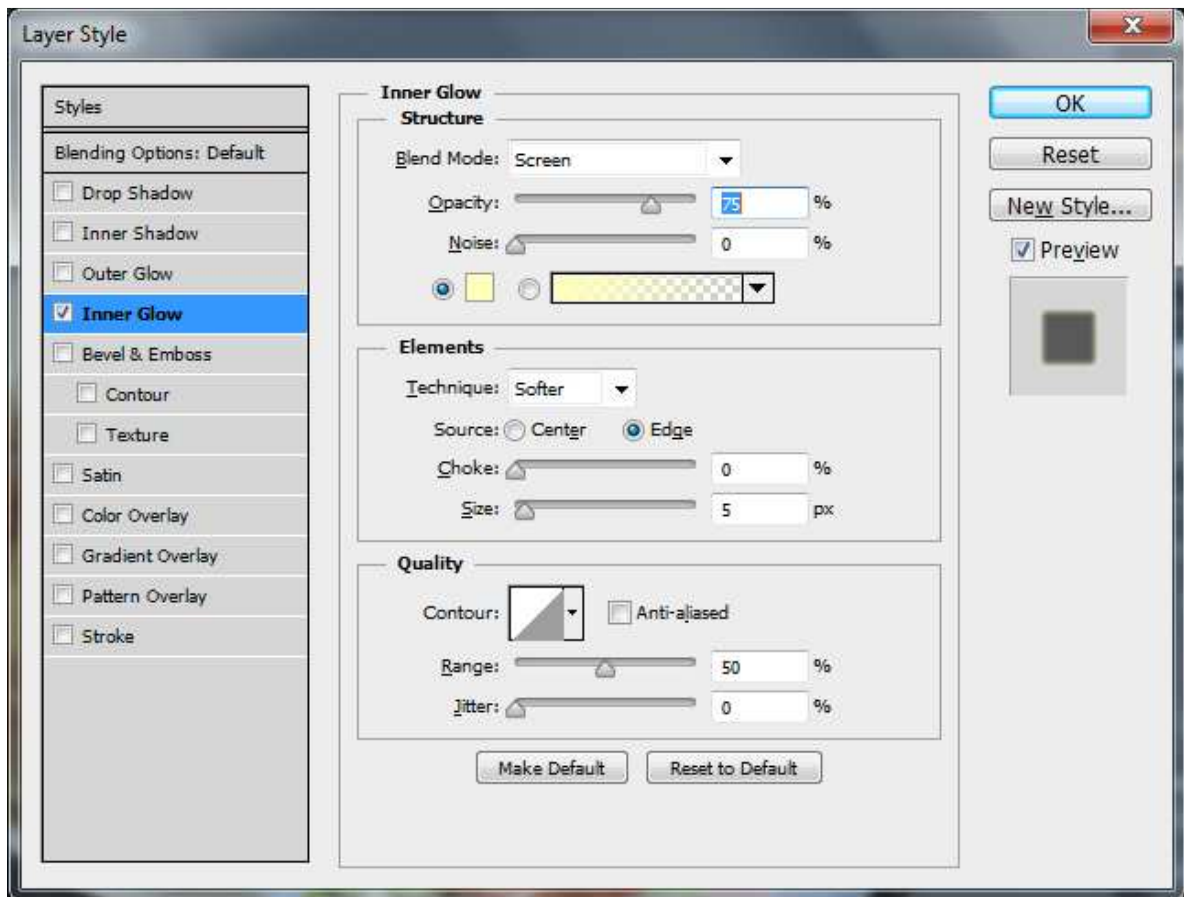 Layer Style
Styles
Blending Options: Default
Drop Shadow
Inner Shadow
Outer Glow
Inner Glow
Bevel & Emboss
Contour
Texture
Satin
Color Overlay
Gradient Overlay
Pattern Overlay
Stroke
Inner Glow
Structure
Blend Mode: Screen
Opacity: 75 %
Noise: 0 %
Elements
Technique: Softer
Source: Center Edge
Choke: 0 %
Size: 5 px
Quality
Contour: Anti-aliased
Range: 50 %
Jitter: 0 %
Make Default Reset to Default
OK
Reset
New Style...
Preview